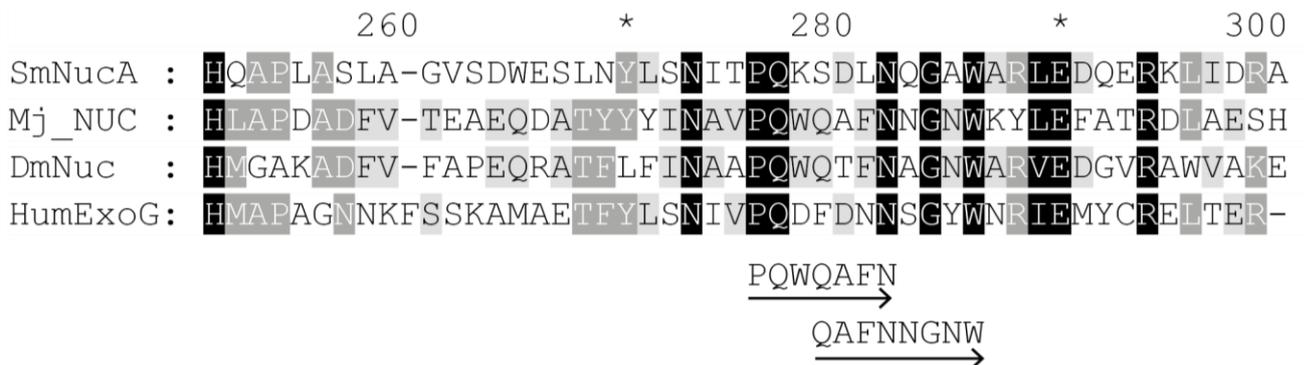 260 * 280 * 300
SmNucA : HQAPLASLA-GVSDWESLNYLSNITPQKSDLNQGAWARLEDQERKLIDRA
Mj_NUC : HLAPDADFV-TEAEQDATYYYINAVPQWQAFNNGNWKYLEFATRDLAESH
DmNuc : HMGAKADFV-FAPEQRATFLFINAAPQWQTFNAGNWARVEDGVRAWVAKE
HumExoG: HMAPAGNNKFSSKAMAETFYLSNIVPQDFDNNSGYWNRIEMYCRELTER-
PQWQAFN
QAFNNGNW